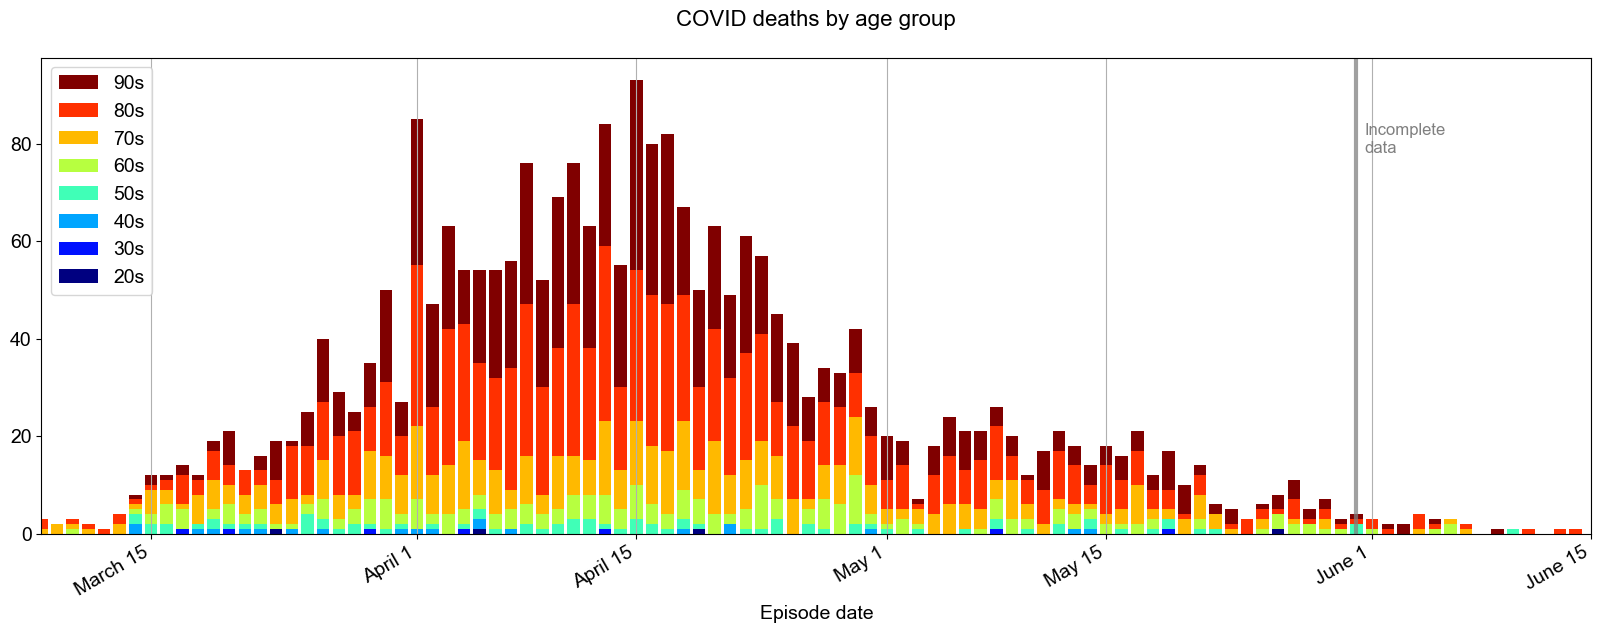 COVID deaths by age group
90s
80s
70s
60s
50s
40s
30s
20s
Incomplete
data
80
60
40
20
0
March 15
April 1
April 15
May 1
May 15
June 1
June 15
Episode date